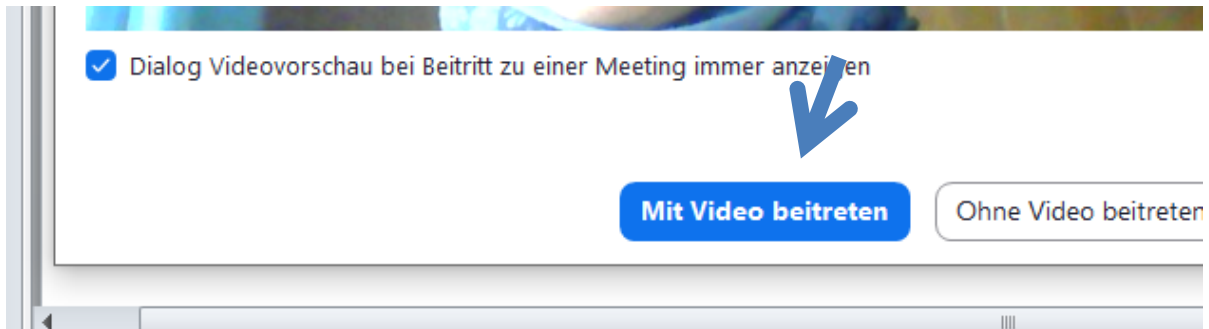 Dialog Videovorschau bei Beitritt zu einer Meeting immer anzeigen
Mit Video beitreten
Ohne Video beitreten